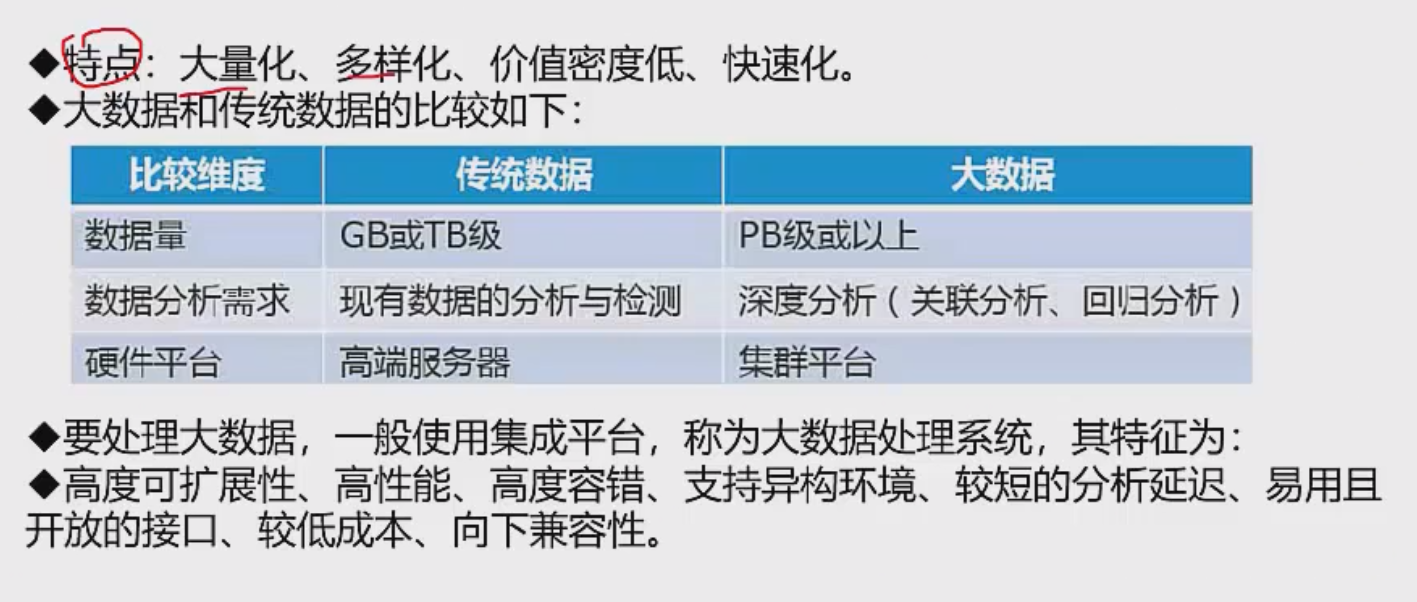 ◆特点：大量化、多样化、价值密度低、快速化。
◆大数据和传统数据的比较如下：
比较维度 传统数据 大数据
数据量 GB或TB级 PB级或以上
数据分析需求 现有数据的分析与检测 深度分析（关联分析、回归分析）
硬件平台 高端服务器 集群平台
◆要处理大数据，一般使用集成平台，称为大数据处理系统，其特征为：
◆高度可扩展性、高性能、高度容错、支持异构环境、较短的分析延迟、易用且
开放的接口、较低成本、向下兼容性。